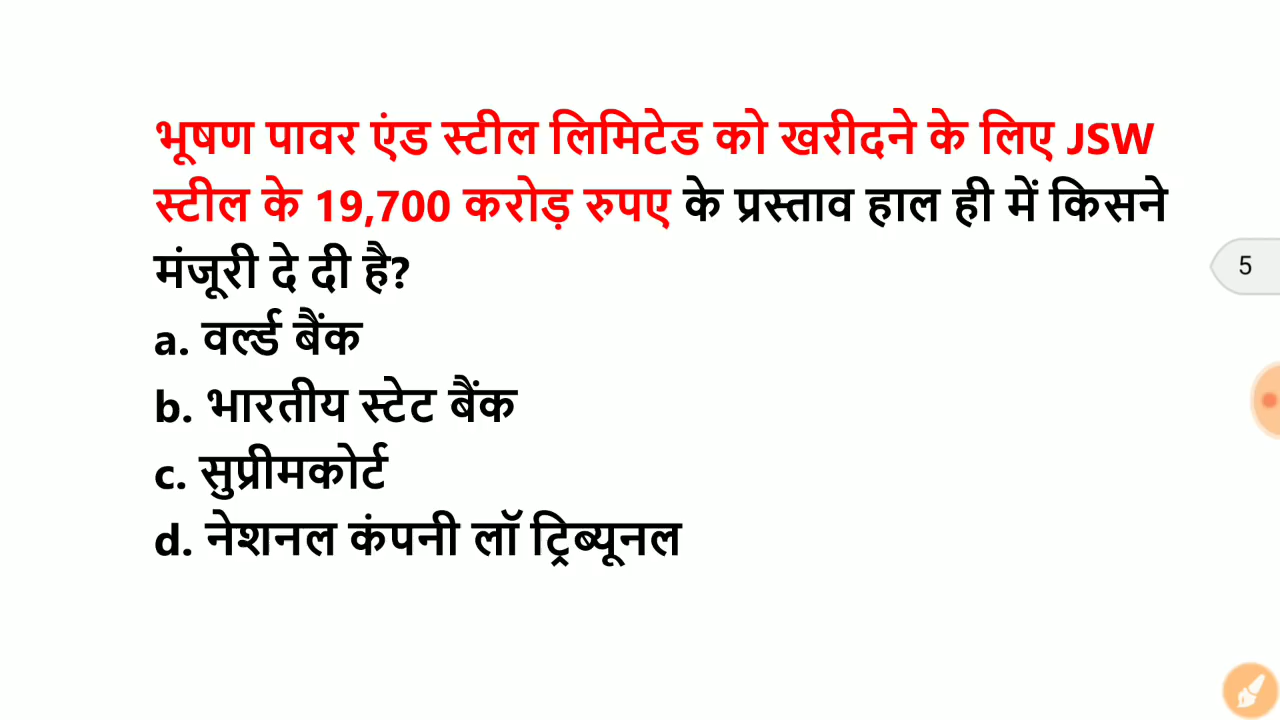 भूषण पावर एंड स्टील लिमिटेड को खरीदने के लिए JSW
स्टील के 19,700 करोड़ रुपए के प्रस्ताव हाल ही में किसने
मंजूरी दे दी है?
a. वर्ल्ड बैंक
b. भारतीय स्टेट बैंक
c. सुप्रीमकोर्ट
d. नेशनल कंपनी लॉ ट्रिब्यूनल
5